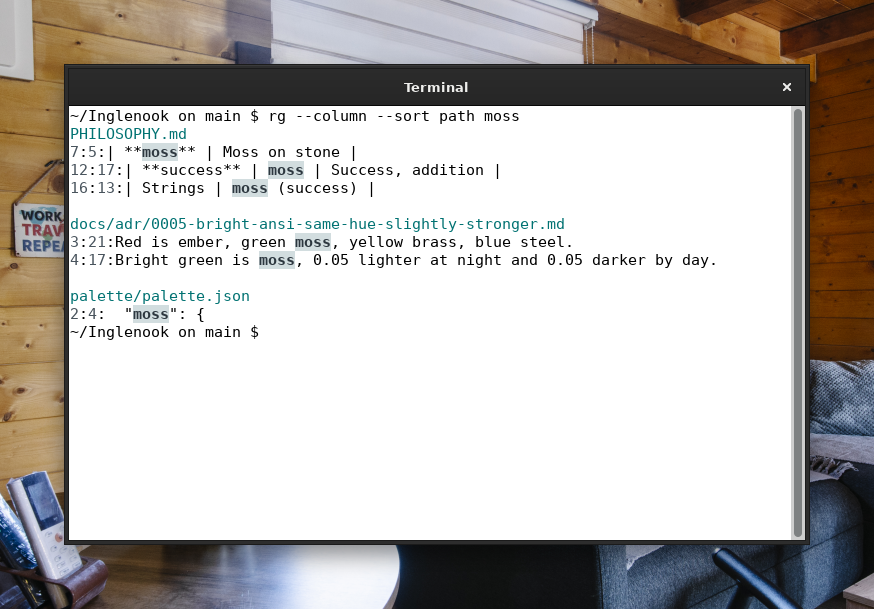 Terminal
~/Inglenook on main $ rg --column --sort path moss
PHILOSOPHY.md
7:5:| **moss** | Moss on stone |
12:17:| **success** | moss | Success, addition |
16:13:| Strings | moss (success) |

docs/adr/0005-bright-ansi-same-hue-slightly-stronger.md
3:21:Red is ember, green moss, yellow brass, blue steel.
4:17:Bright green is moss, 0.05 lighter at night and 0.05 darker by day.

palette/palette.json
2:4:  "moss": {
~/Inglenook on main $
WORK
TRAV
REPEA